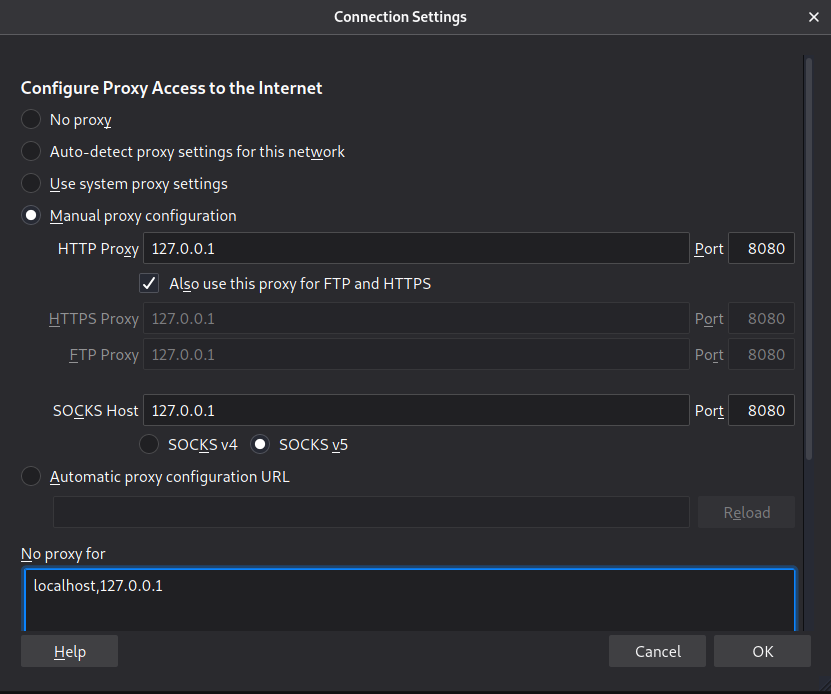 Connection Settings
Configure Proxy Access to the Internet
No proxy
Auto-detect proxy settings for this network
Use system proxy settings
Manual proxy configuration
HTTP Proxy 127.0.0.1 Port 8080
Also use this proxy for FTP and HTTPS
HTTPS Proxy 127.0.0.1 Port 8080
FTP Proxy 127.0.0.1 Port 8080
SOCKS Host 127.0.0.1 Port 8080
SOCKS v4 SOCKS v5
Automatic proxy configuration URL
Reload
No proxy for
localhost,127.0.0.1
Help Cancel OK